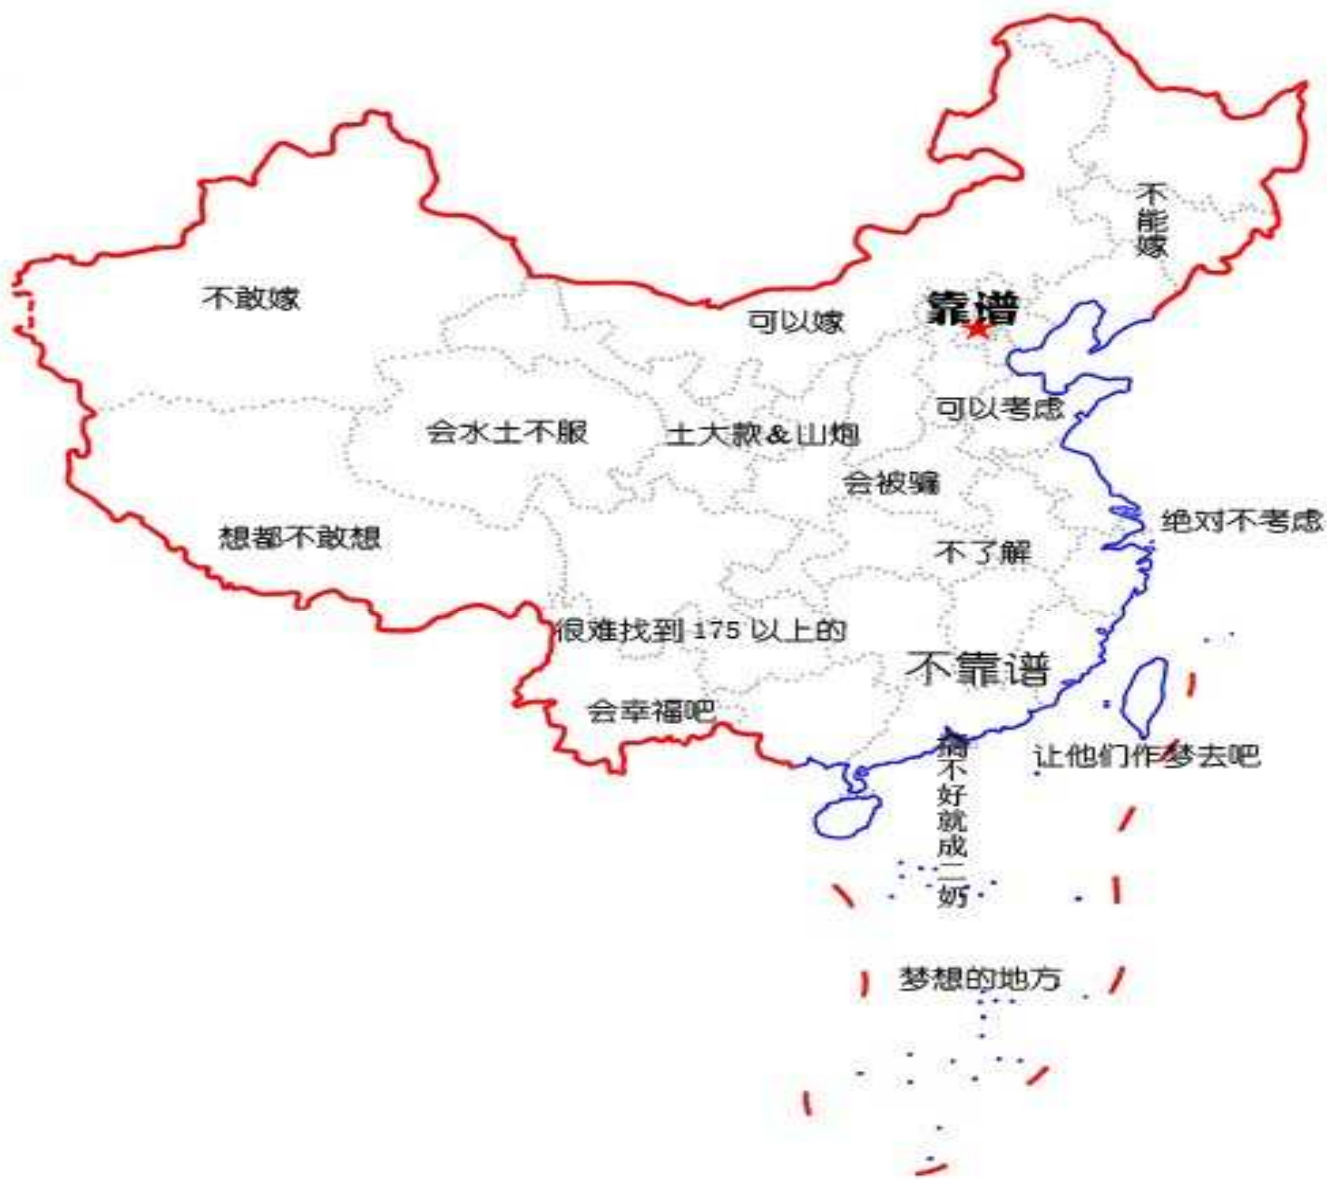 不能嫁
不敢嫁
可以嫁
靠谱
可以考虑
会水土不服
土大款&山炮
会被骗
绝对不考虑
想都不敢想
不了解
很难找到 175 以上的
不靠谱
会幸福吧
让他们作梦去吧
搞不好就成二奶
梦想的地方